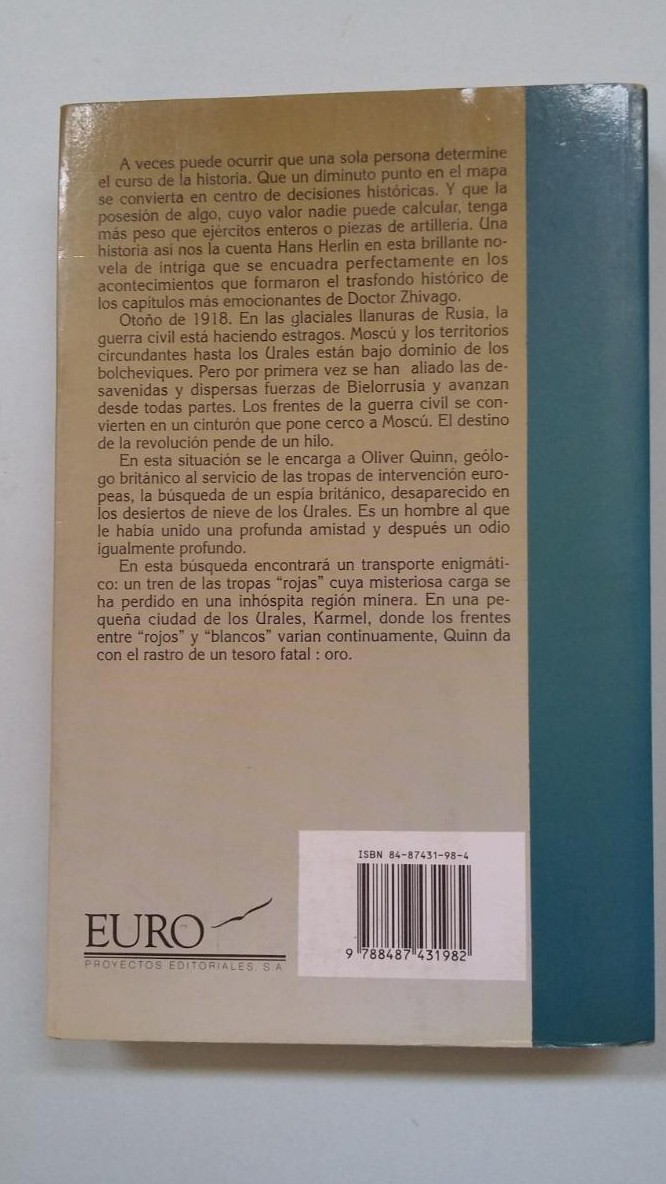 A veces puede ocurrir que una sola persona determine
el curso de la historia. Que un diminuto punto en el mapa
se convierta en centro de decisiones históricas. Y que la
posesión de algo, cuyo valor nadie puede calcular, tenga
más peso que ejércitos enteros o piezas de artillería. Una
historia así nos la cuenta Hans Herlin en esta brillante no-
vela de intriga que se encuadra perfectamente en los
acontecimientos que formaron el trasfondo histórico de
los capítulos más emocionantes de Doctor Zhivago.
Otoño de 1918. En las glaciales llanuras de Rusia, la
guerra civil está haciendo estragos. Moscú y los territorios
circundantes hasta los Urales están bajo dominio de los
bolcheviques. Pero por primera vez se han aliado las de-
savenidas y dispersas fuerzas de Bielorrusia y avanzan
desde todas partes. Los frentes de la guerra civil se con-
vierten en un cinturón que pone cerco a Moscú. El destino
de la revolución pende de un hilo.
En esta situación se le encarga a Oliver Quinn, geólo-
go británico al servicio de las tropas de intervención euro-
peas, la búsqueda de un espía británico, desaparecido en
los desiertos de nieve de los Urales. Es un hombre al que
le había unido una profunda amistad y después un odio
igualmente profundo.
En esta búsqueda encontrará un transporte enigmáti-
co: un tren de las tropas “rojas” cuya misteriosa carga se
ha perdido en una inhóspita región minera. En una pe-
queña ciudad de los Urales, Karmel, donde los frentes
entre “rojos” y “blancos” varian continuamente, Quinn da
con el rastro de un tesoro fatal : oro.
ISBN 84-87431-98-4
9 788487 431982
EURO
PROYECTOS EDITORIALES, S.A.